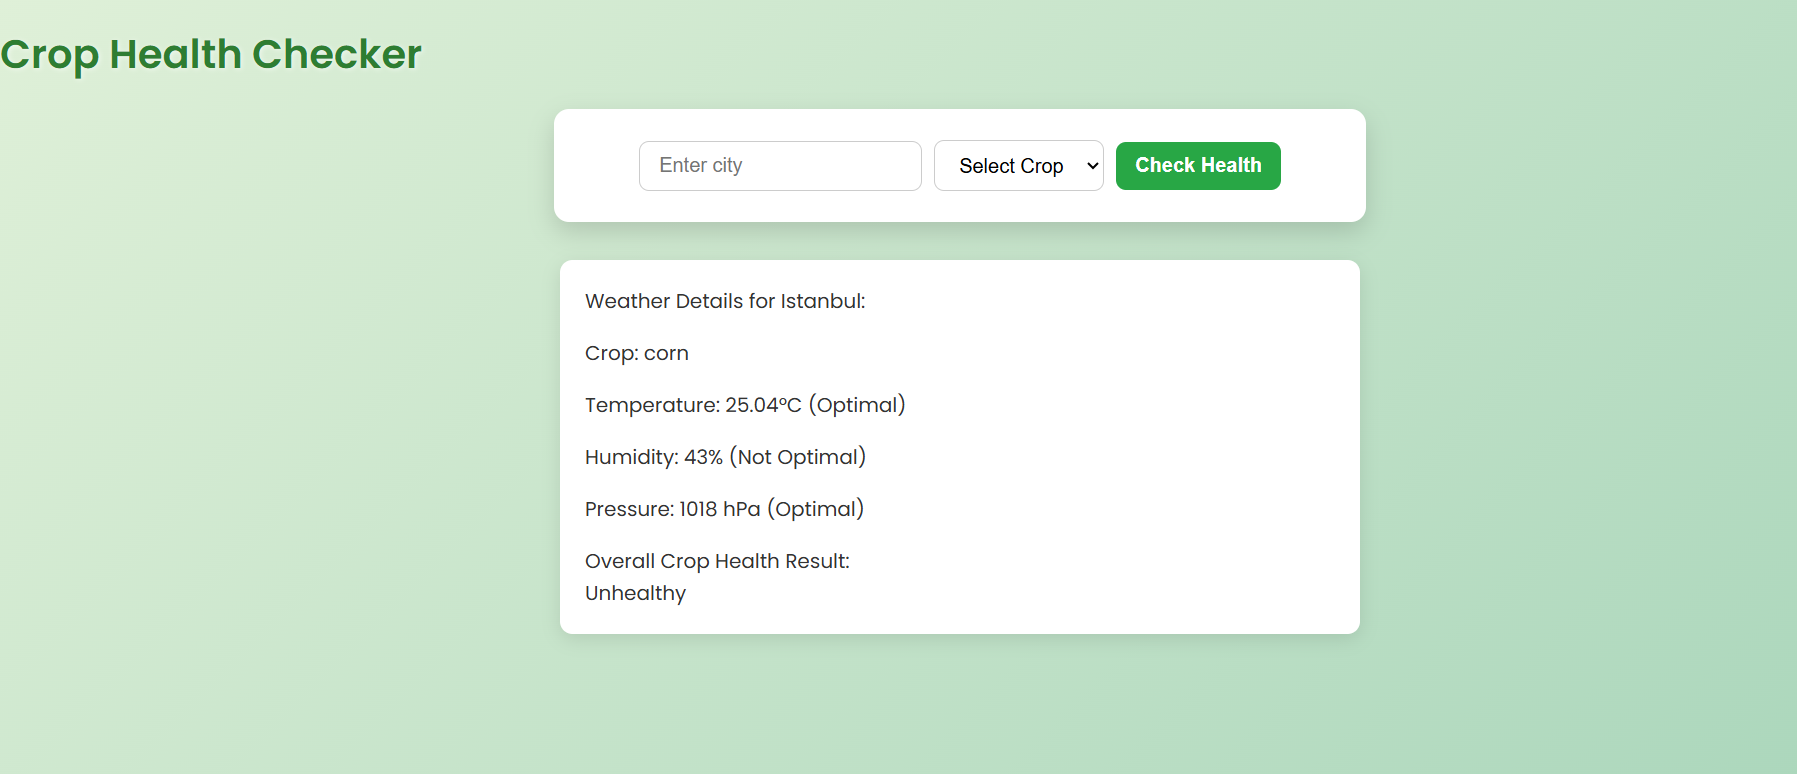 Crop Health Checker
Enter city
Select Crop
Check Health
Weather Details for Istanbul:
Crop: corn
Temperature: 25.04°C (Optimal)
Humidity: 43% (Not Optimal)
Pressure: 1018 hPa (Optimal)
Overall Crop Health Result:
Unhealthy